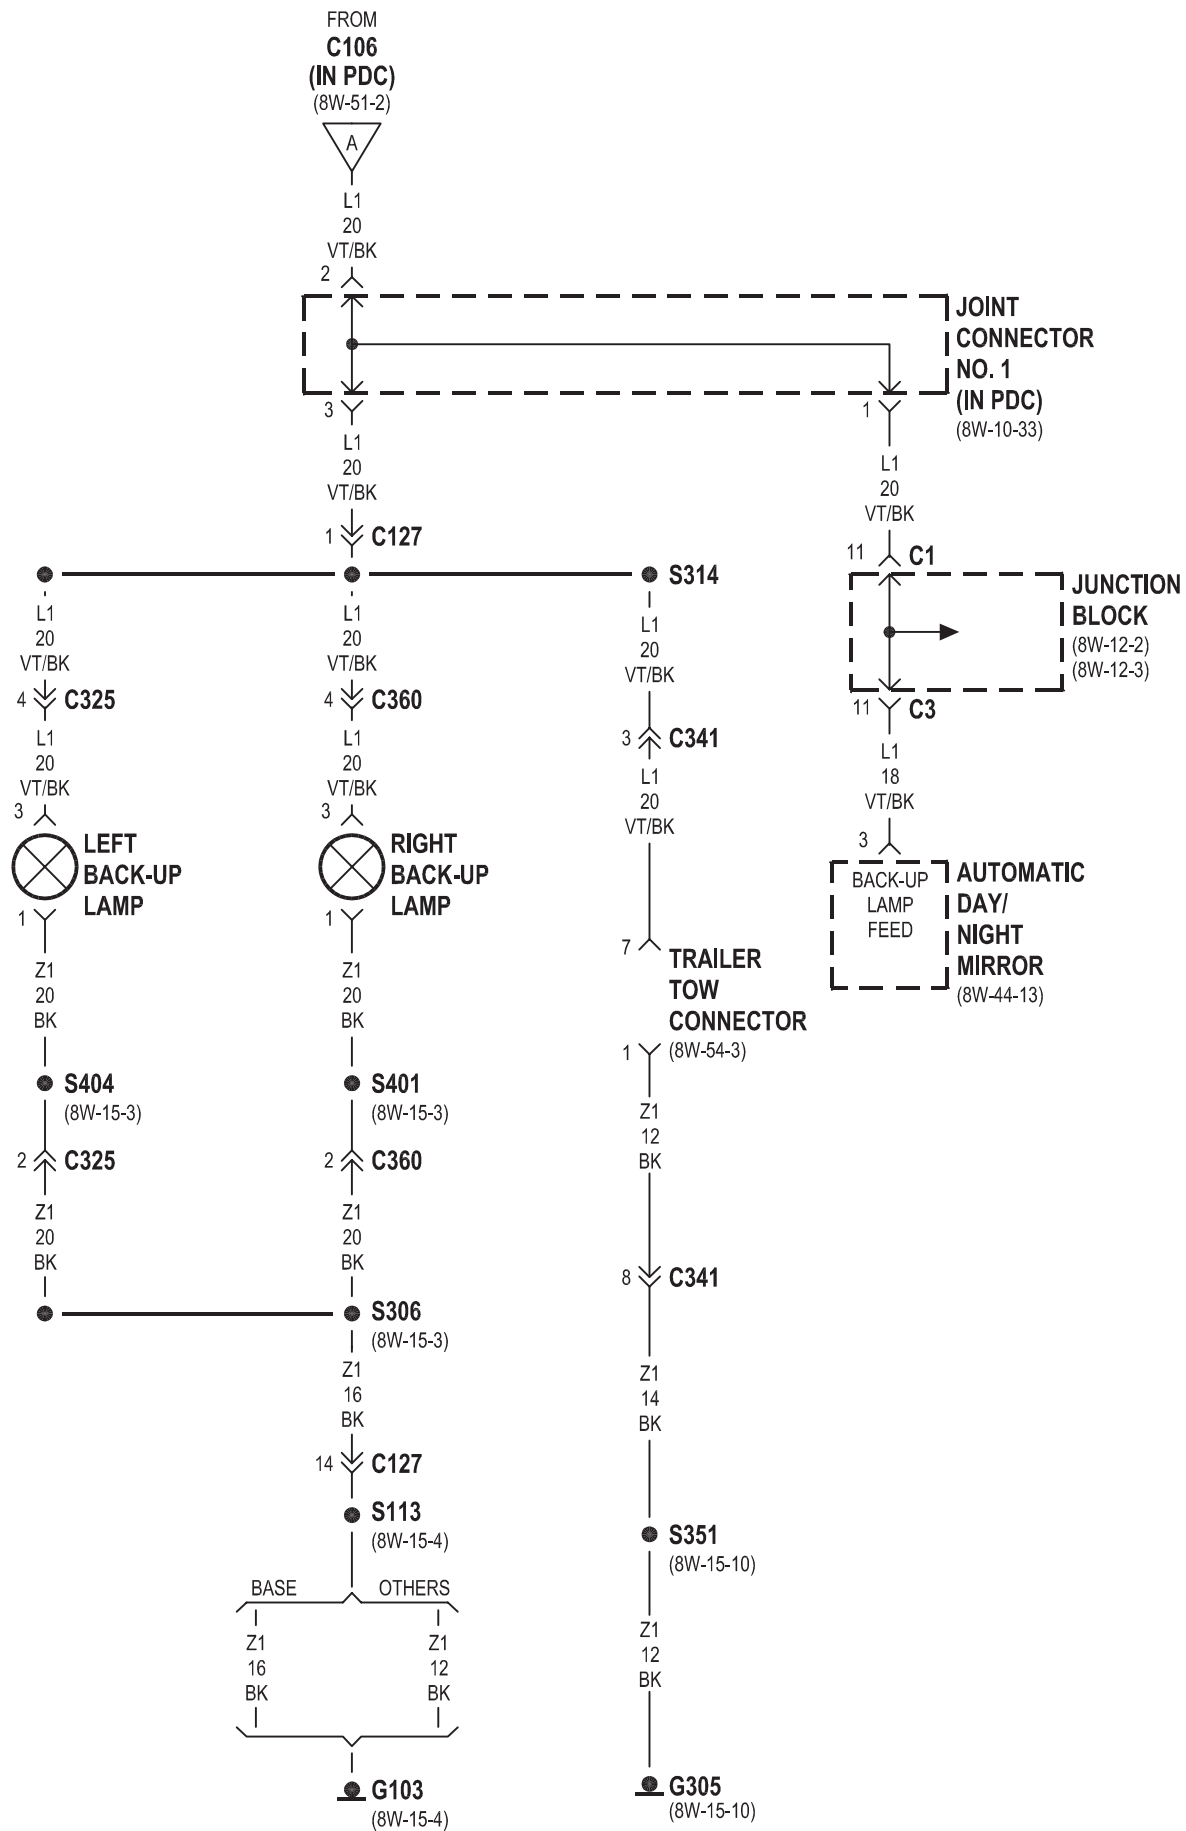 FROM
C106
(IN PDC)
(8W-51-2)
A
L1
20
VT/BK
2
JOINT
CONNECTOR
NO. 1
(IN PDC)
(8W-10-33)
3
1
L1
20
VT/BK
L1
20
VT/BK
1
C127
11
C1
S314
JUNCTION
BLOCK
(8W-12-2)
(8W-12-3)
L1
20
VT/BK
L1
20
VT/BK
L1
20
VT/BK
4
C325
4
C360
11
C3
3
C341
L1
20
VT/BK
L1
20
VT/BK
L1
20
VT/BK
L1
18
VT/BK
3
3
3
LEFT
BACK-UP
LAMP
RIGHT
BACK-UP
LAMP
BACK-UP
LAMP
FEED
AUTOMATIC
DAY/
NIGHT
MIRROR
(8W-44-13)
1
1
7
TRAILER
TOW
CONNECTOR
(8W-54-3)
1
Z1
20
BK
Z1
20
BK
S404
(8W-15-3)
S401
(8W-15-3)
Z1
12
BK
2
C325
2
C360
Z1
20
BK
Z1
20
BK
8
C341
S306
(8W-15-3)
Z1
16
BK
Z1
14
BK
14
C127
S113
(8W-15-4)
S351
(8W-15-10)
BASE
OTHERS
Z1
16
BK
Z1
12
BK
Z1
12
BK
G103
(8W-15-4)
G305
(8W-15-10)